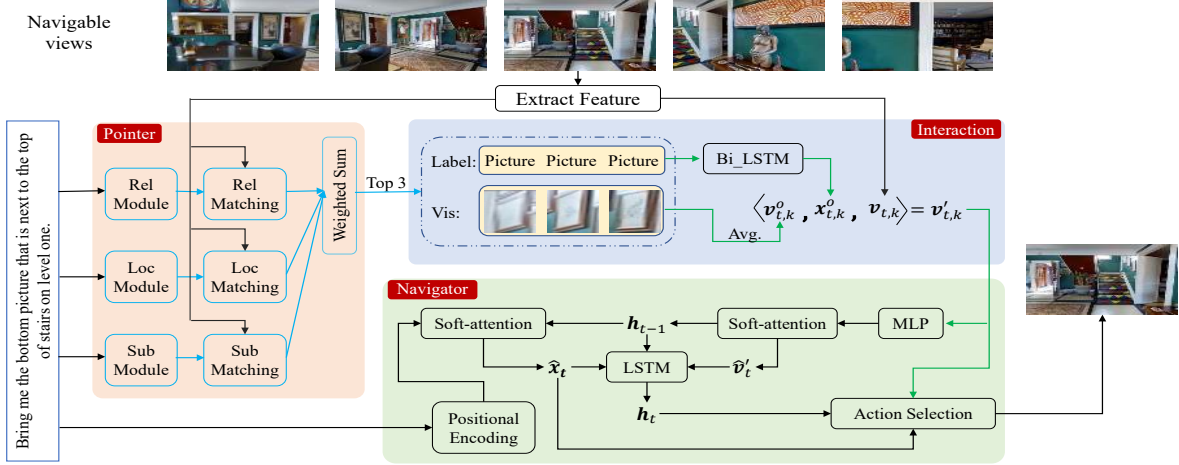 Navigable
views
Extract Feature
Bring me the bottom picture that is next to the top
of stairs on level one.
Pointer
Rel
Module
Rel
Matching
Loc
Module
Loc
Matching
Sub
Module
Sub
Matching
Weighted Sum
Top 3
Interaction
Label:
Picture Picture Picture
Bi_LSTM
Vis:
Avg.
⟨v^o_{t,k} , x^o_{t,k} , v_{t,k}⟩ = v'_{t,k}
Navigator
Soft-attention
h_{t−1}
Soft-attention
MLP
x̂_t
LSTM
v̂'_t
h_t
Action Selection
Positional
Encoding